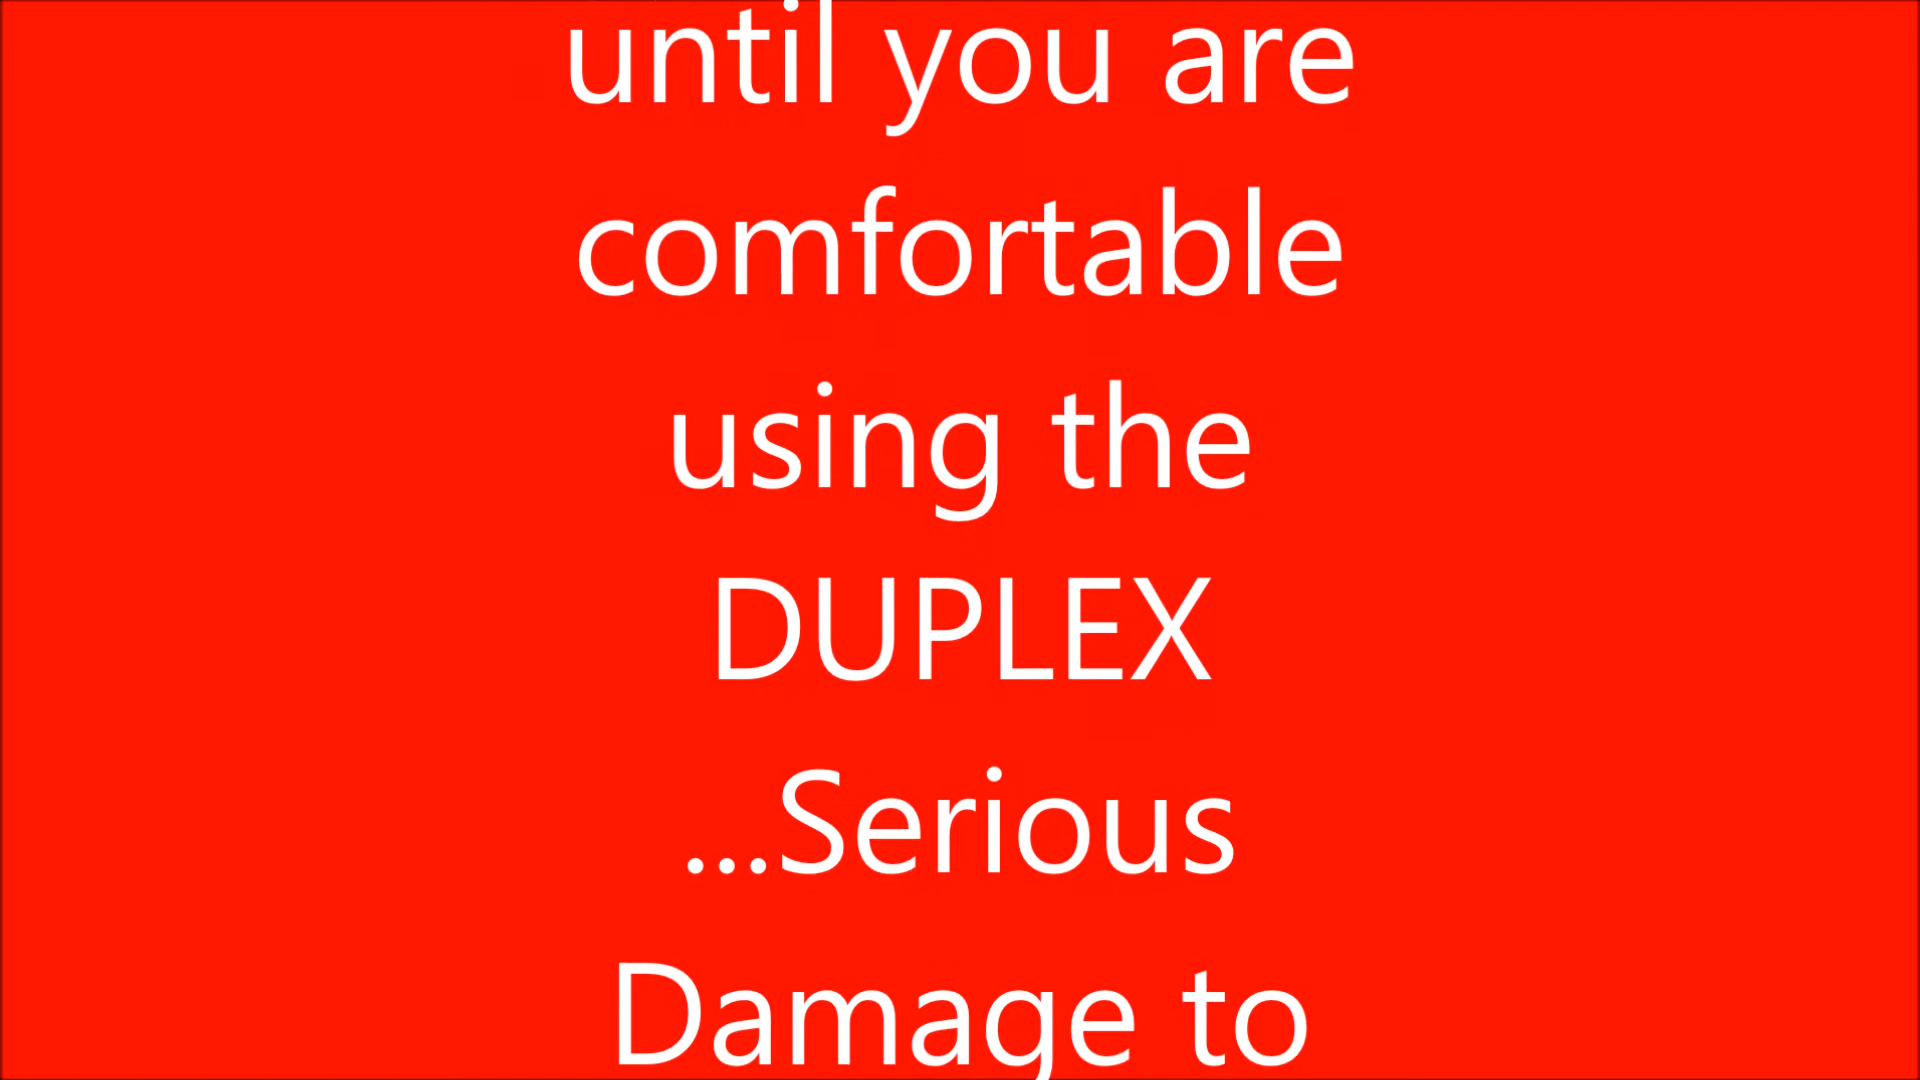 until you are
comfortable
using the
DUPLEX
...Serious
Damage to